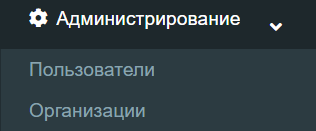 Администрирование
Пользователи
Организации